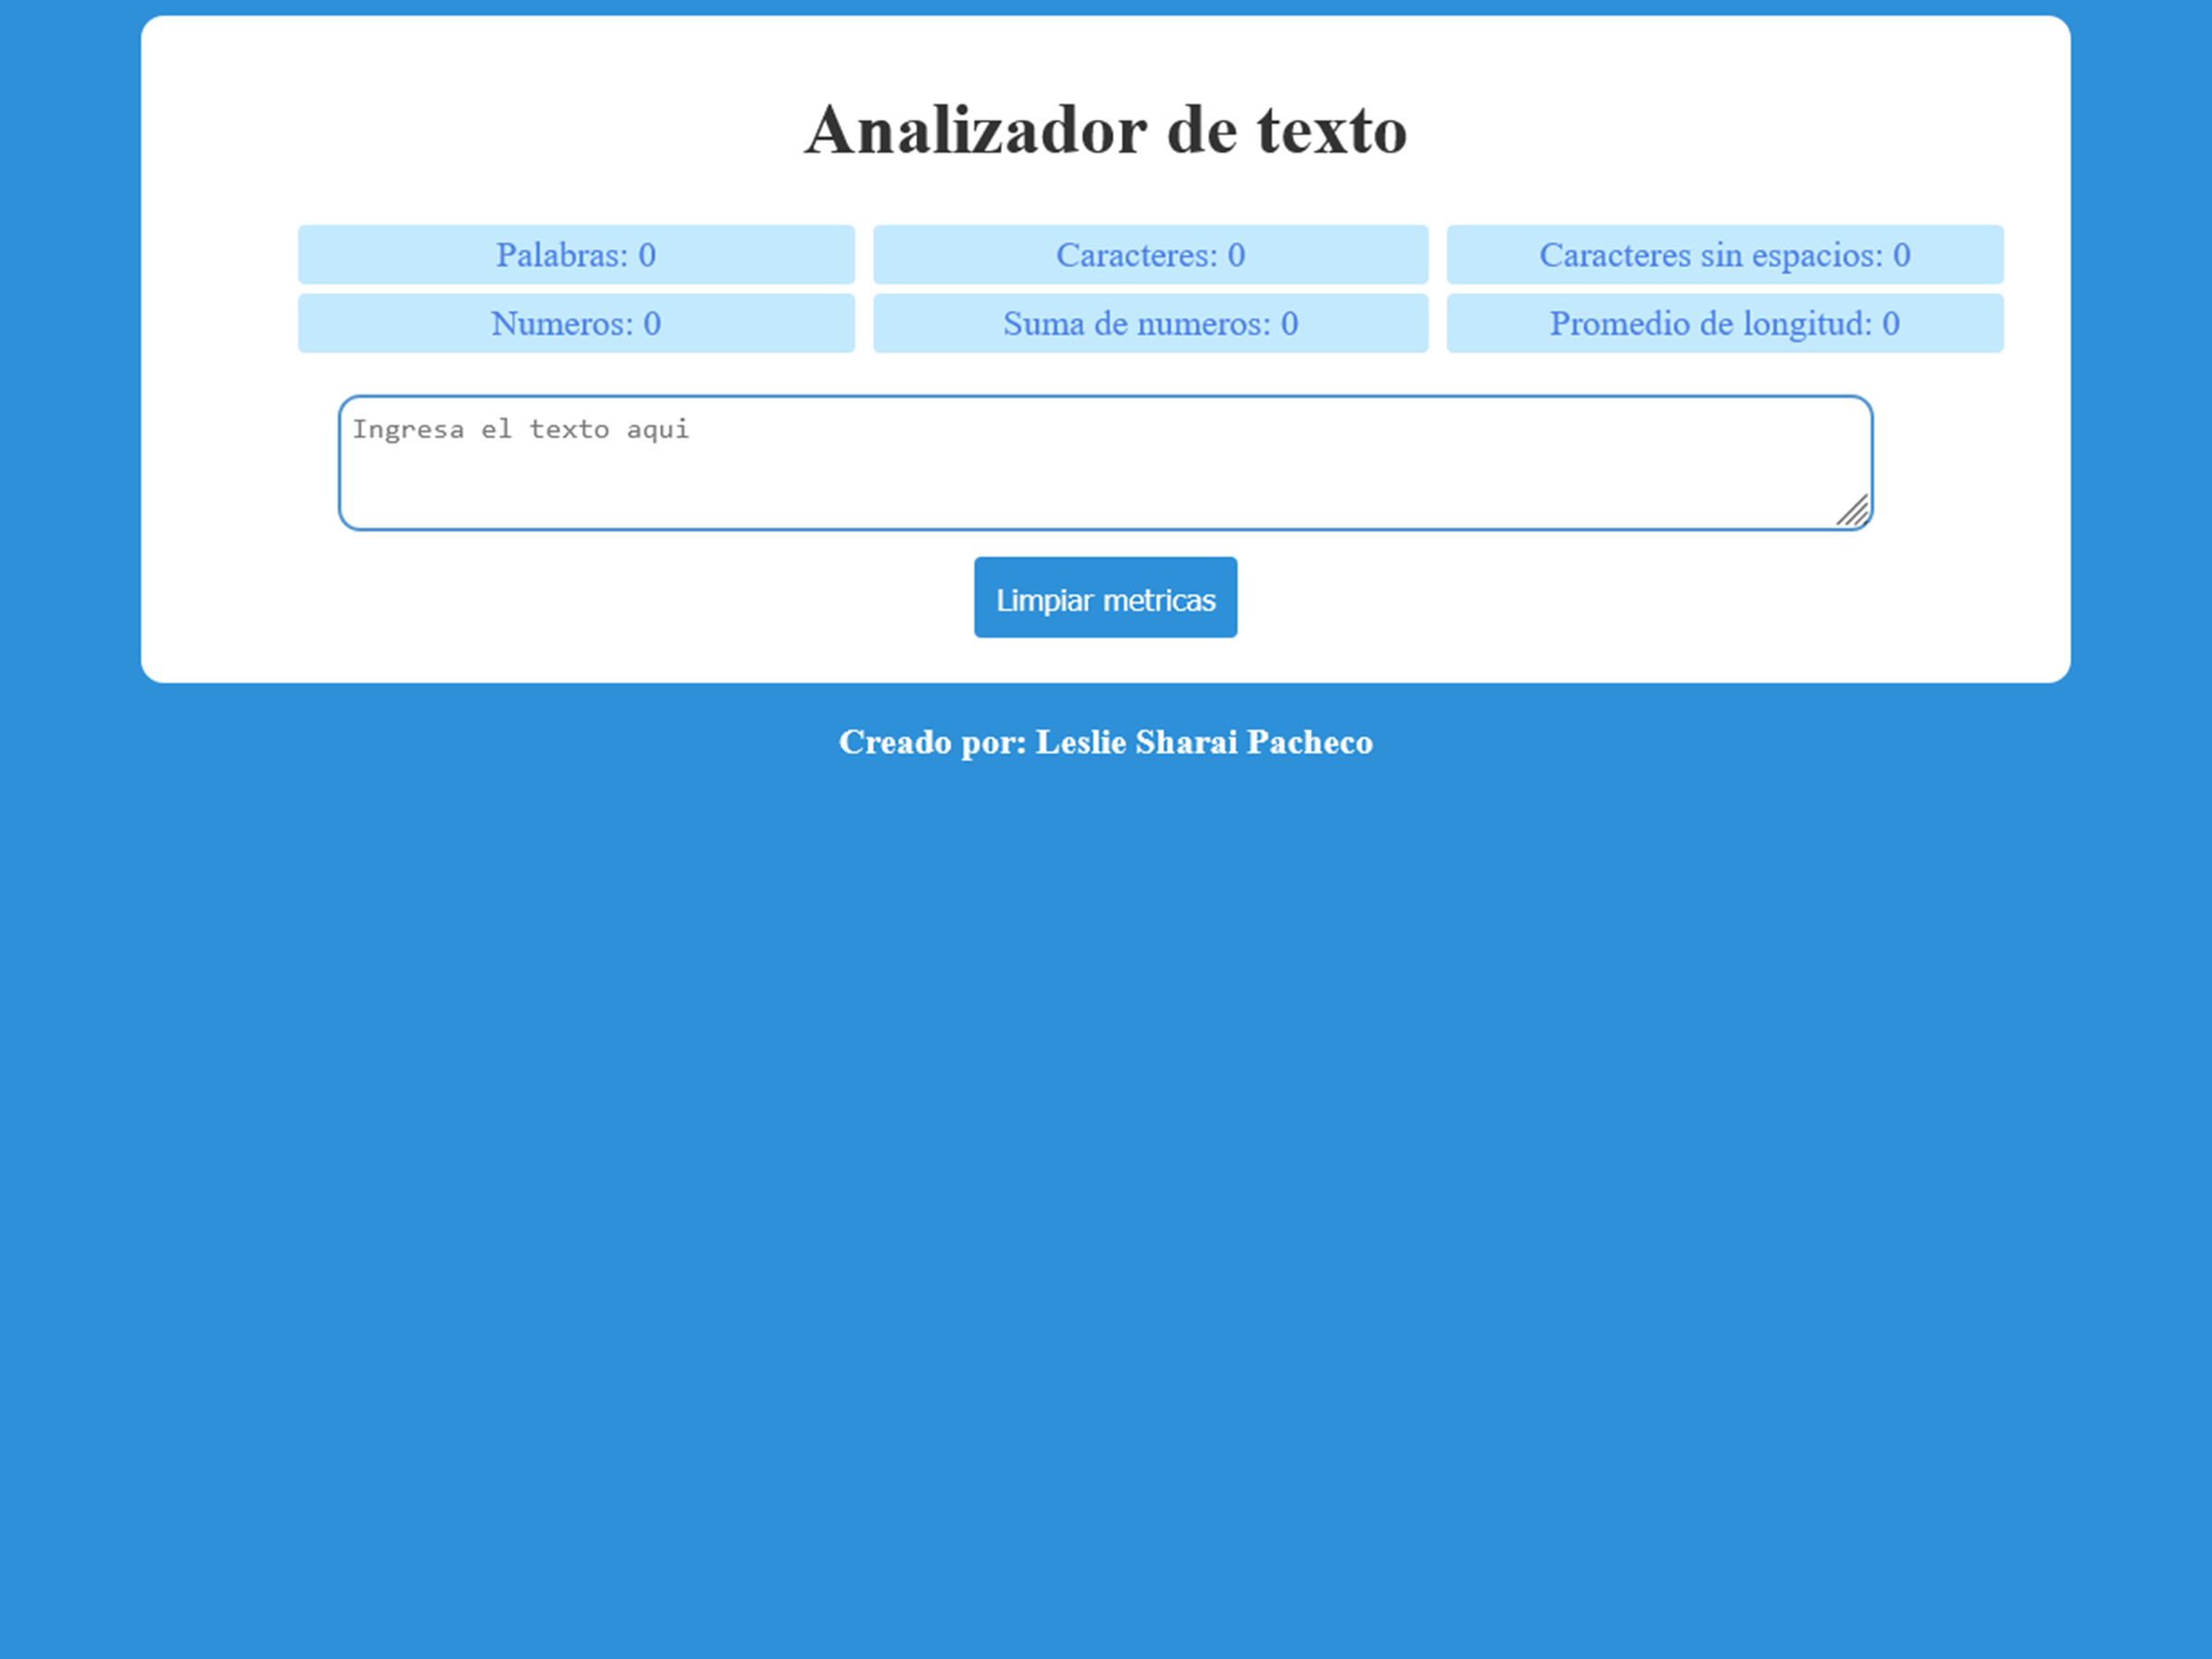 Analizador de texto
Palabras: 0 Caracteres: 0 Caracteres sin espacios: 0
Numeros: 0 Suma de numeros: 0 Promedio de longitud: 0
Ingresa el texto aqui
Limpiar metricas
Creado por: Leslie Sharai Pacheco